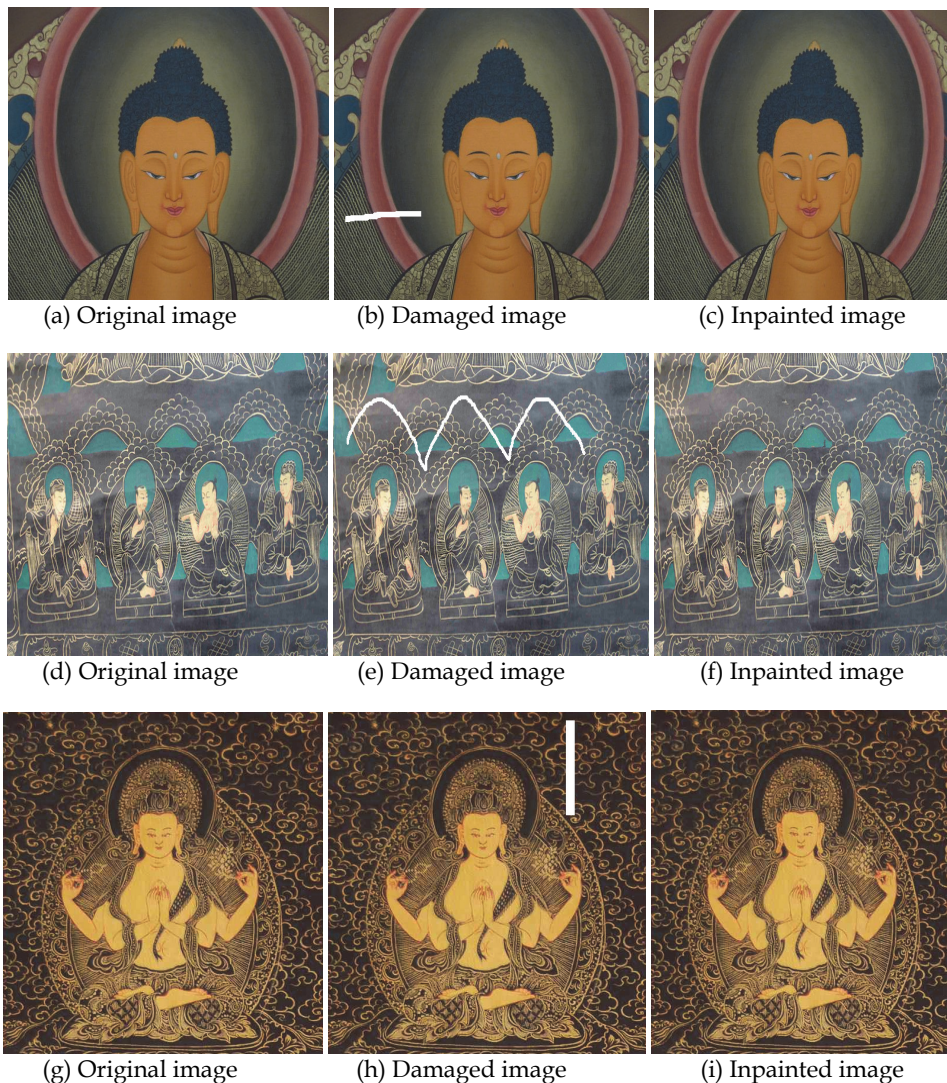 (a) Original image
(b) Damaged image
(c) Inpainted image
(d) Original image
(e) Damaged image
(f) Inpainted image
(g) Original image
(h) Damaged image
(i) Inpainted image